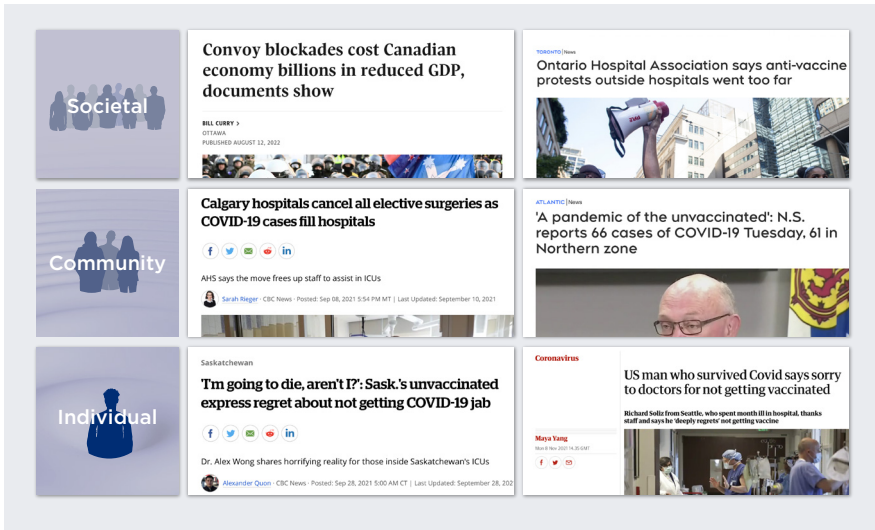 Societal
Convoy blockades cost Canadian
economy billions in reduced GDP,
documents show
BILL CURRY >
OTTAWA
PUBLISHED AUGUST 12, 2022
TORONTO | News
Ontario Hospital Association says anti-vaccine
protests outside hospitals went too far
Community
Calgary hospitals cancel all elective surgeries as
COVID-19 cases fill hospitals
AHS says the move frees up staff to assist in ICUs
Sarah Rieger · CBC News · Posted: Sep 08, 2021 5:54 PM MT | Last Updated: September 10, 2021
ATLANTIC | News
'A pandemic of the unvaccinated': N.S.
reports 66 cases of COVID-19 Tuesday, 61 in
Northern zone
Individual
Saskatchewan
'I'm going to die, aren't I?': Sask.'s unvaccinated
express regret about not getting COVID-19 jab
Dr. Alex Wong shares horrifying reality for those inside Saskatchewan's ICUs
Alexander Quon · CBC News · Posted: Sep 28, 2021 5:00 AM CT | Last Updated: September 28, 202
Coronavirus
US man who survived Covid says sorry
to doctors for not getting vaccinated
Richard Soliz from Seattle, who spent month ill in hospital, thanks
staff and says he 'deeply regrets' not getting vaccine
Maya Yang
Mon 8 Nov 2021 14.35 GMT